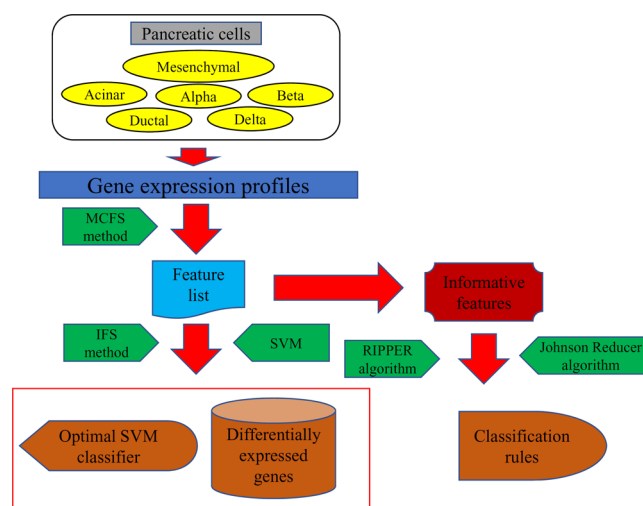 Pancreatic cells
Mesenchymal
Acinar
Alpha
Beta
Ductal
Delta
Gene expression profiles
MCFS
method
Feature
list
Informative
features
IFS
method
SVM
RIPPER
algorithm
Johnson Reducer
algorithm
Optimal SVM
classifier
Differentially
expressed
genes
Classification
rules